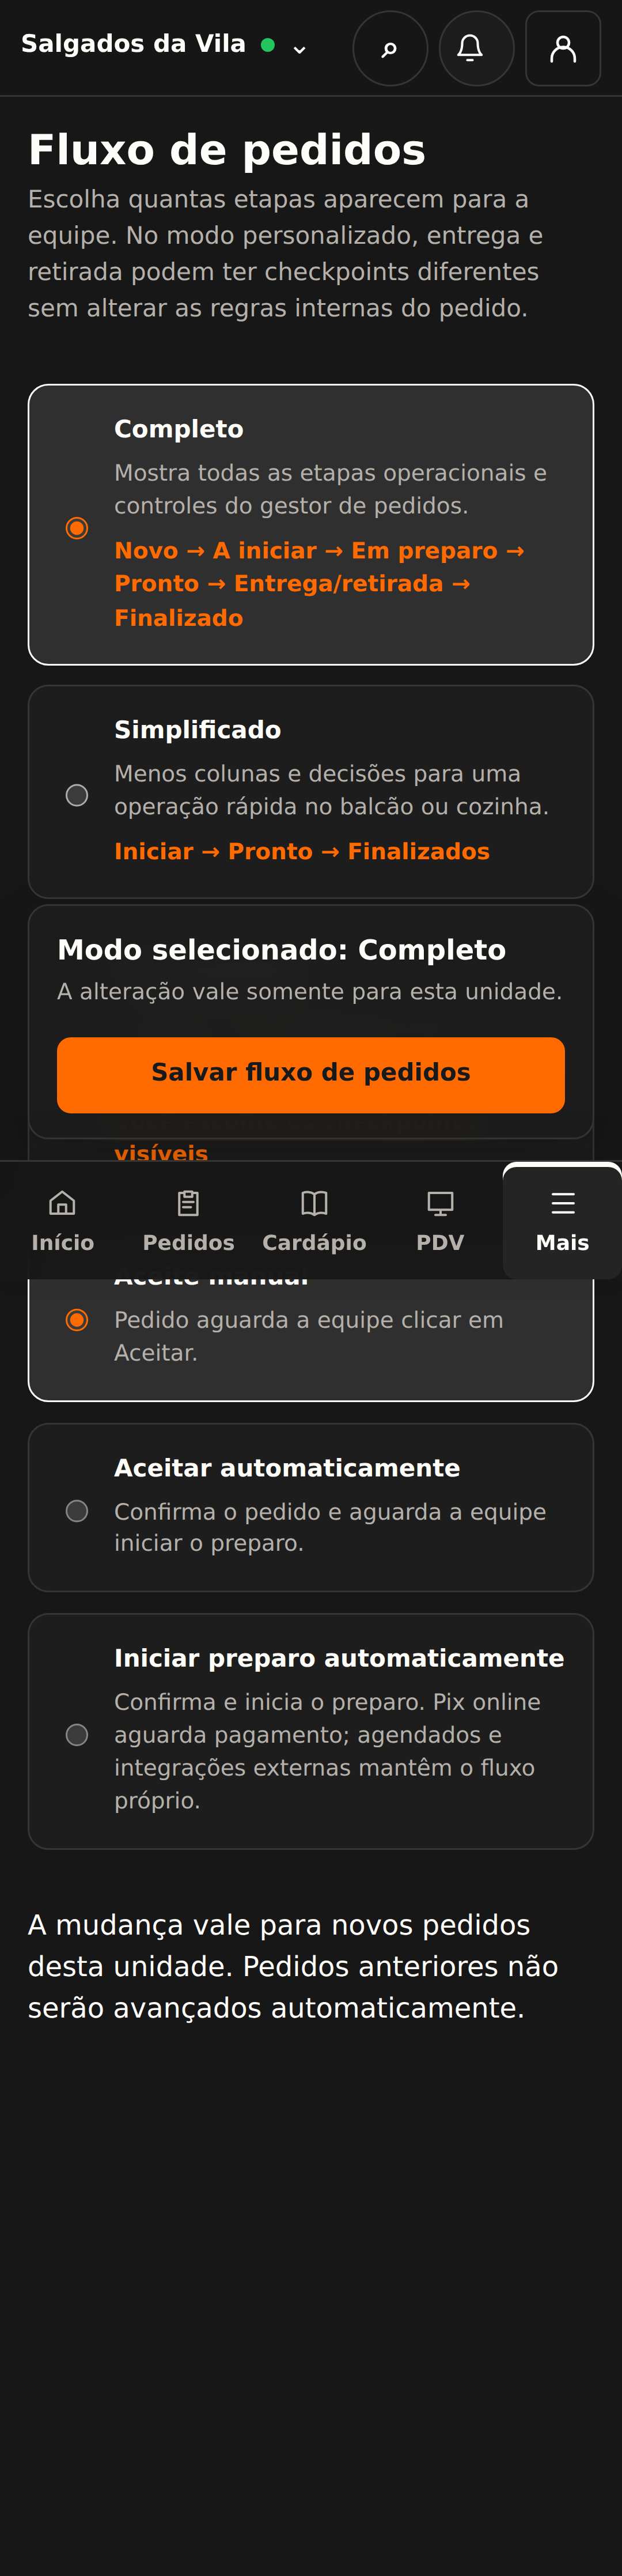 Salgados da Vila
Fluxo de pedidos
Escolha quantas etapas aparecem para a
equipe. No modo personalizado, entrega e
retirada podem ter checkpoints diferentes
sem alterar as regras internas do pedido.
Completo
Mostra todas as etapas operacionais e
controles do gestor de pedidos.
Novo → A iniciar → Em preparo →
Pronto → Entrega/retirada →
Finalizado
Simplificado
Menos colunas e decisões para uma
operação rápida no balcão ou cozinha.
Iniciar → Pronto → Finalizados
Modo selecionado: Completo
A alteração vale somente para esta unidade.
Salvar fluxo de pedidos
visíveis
Início Pedidos Cardápio PDV Mais
Aceite manual
Pedido aguarda a equipe clicar em
Aceitar.
Aceitar automaticamente
Confirma o pedido e aguarda a equipe
iniciar o preparo.
Iniciar preparo automaticamente
Confirma e inicia o preparo. Pix online
aguarda pagamento; agendados e
integrações externas mantêm o fluxo
próprio.
A mudança vale para novos pedidos
desta unidade. Pedidos anteriores não
serão avançados automaticamente.